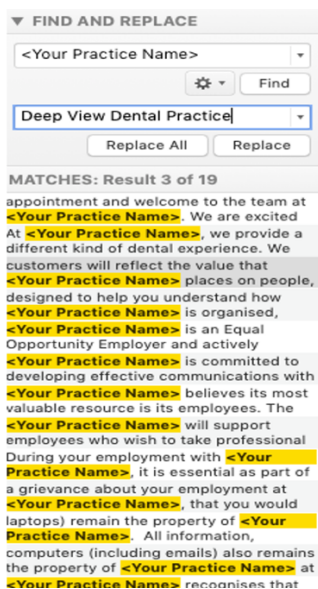 FIND AND REPLACE
<Your Practice Name>
Find
Deep View Dental Practice
Replace All
Replace
MATCHES: Result 3 of 19
appointment and welcome to the team at
<Your Practice Name>. We are excited
At <Your Practice Name>, we provide a
different kind of dental experience. We
customers will reflect the value that
<Your Practice Name> places on people,
designed to help you understand how
<Your Practice Name> is organised,
<Your Practice Name> is an Equal
Opportunity Employer and actively
<Your Practice Name> is committed to
developing effective communications with
<Your Practice Name> believes its most
valuable resource is its employees. The
<Your Practice Name> will support
employees who wish to take professional
During your employment with <Your
Practice Name>, it is essential as part of
a grievance about your employment at
<Your Practice Name>, that you would
laptops) remain the property of <Your
Practice Name>.  All information,
computers (including emails) also remains
the property of <Your Practice Name> at
<Your Practice Name> recognises that